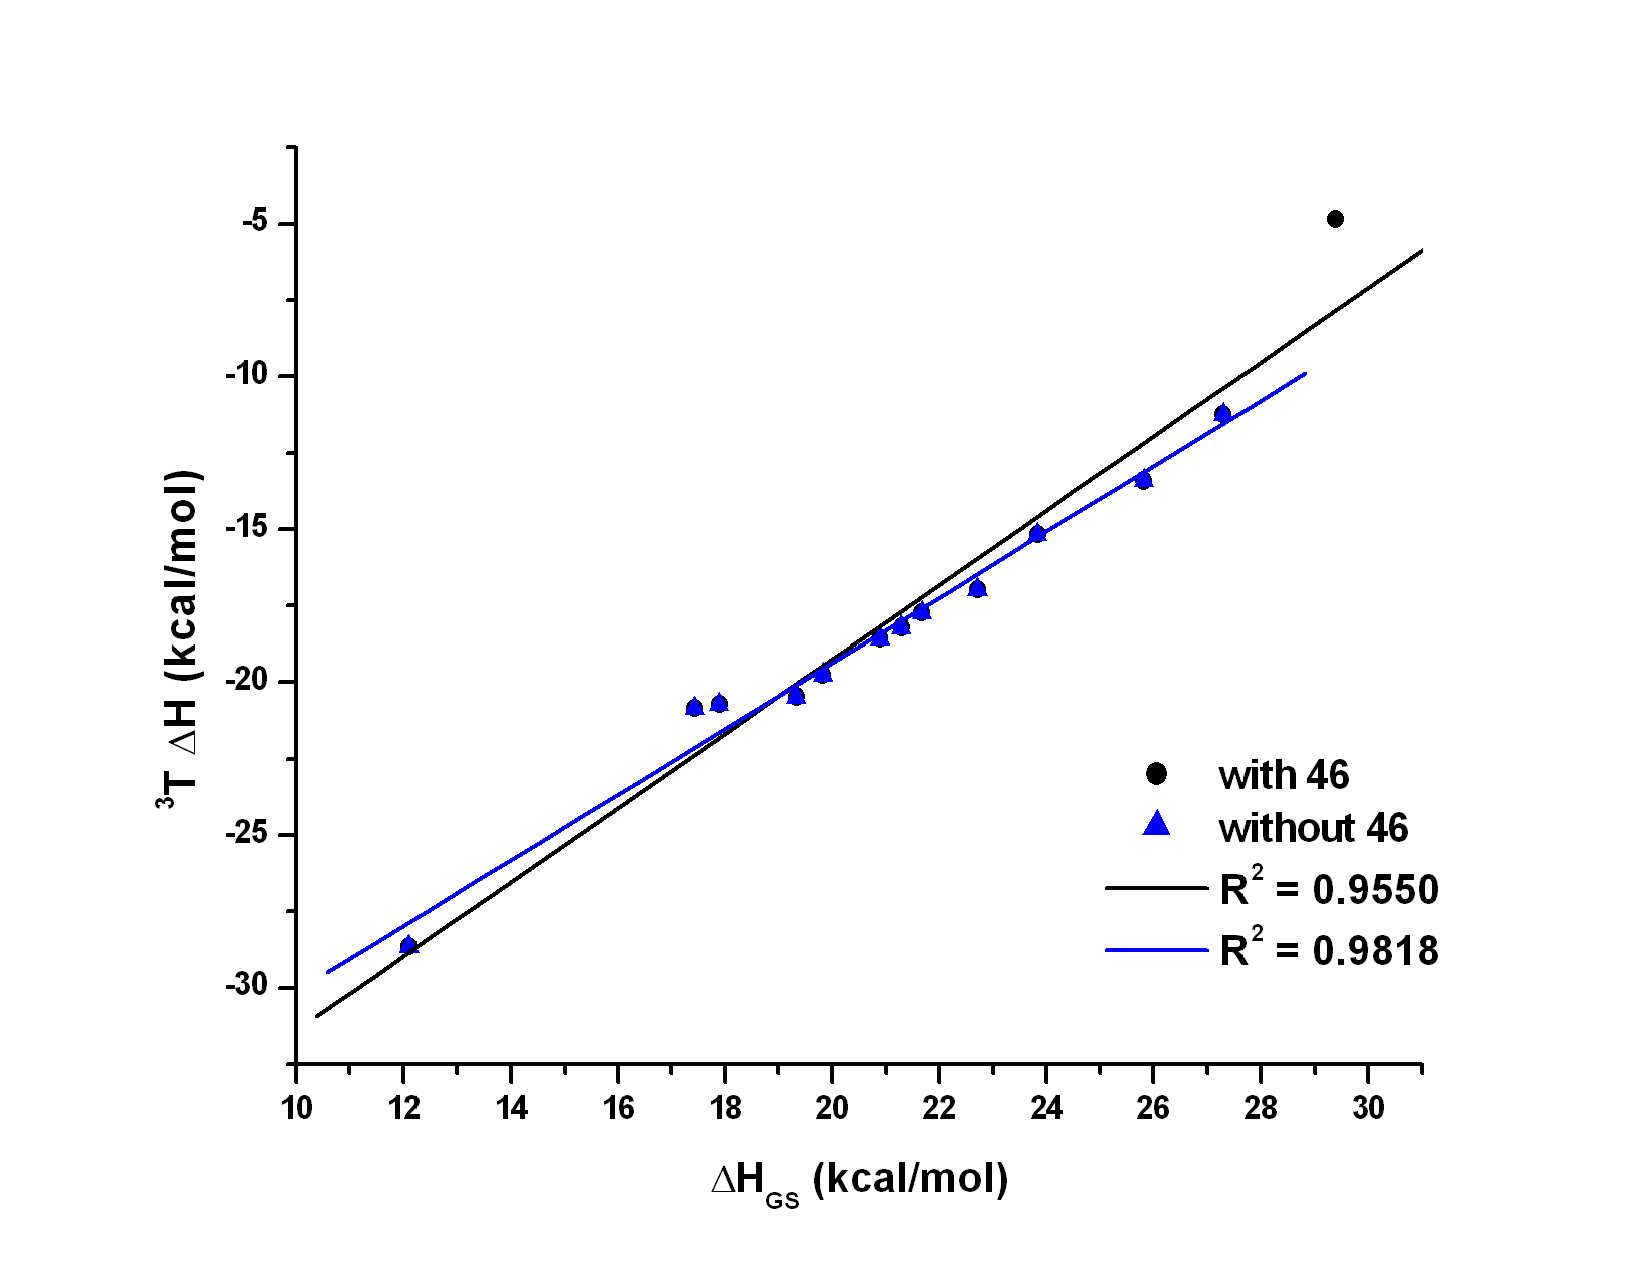 -5
-10
-15
-20
-25
-30
³T ΔH (kcal/mol)
with 46
without 46
R² = 0.9550
R² = 0.9818
10 12 14 16 18 20 22 24 26 28 30
ΔH_GS (kcal/mol)